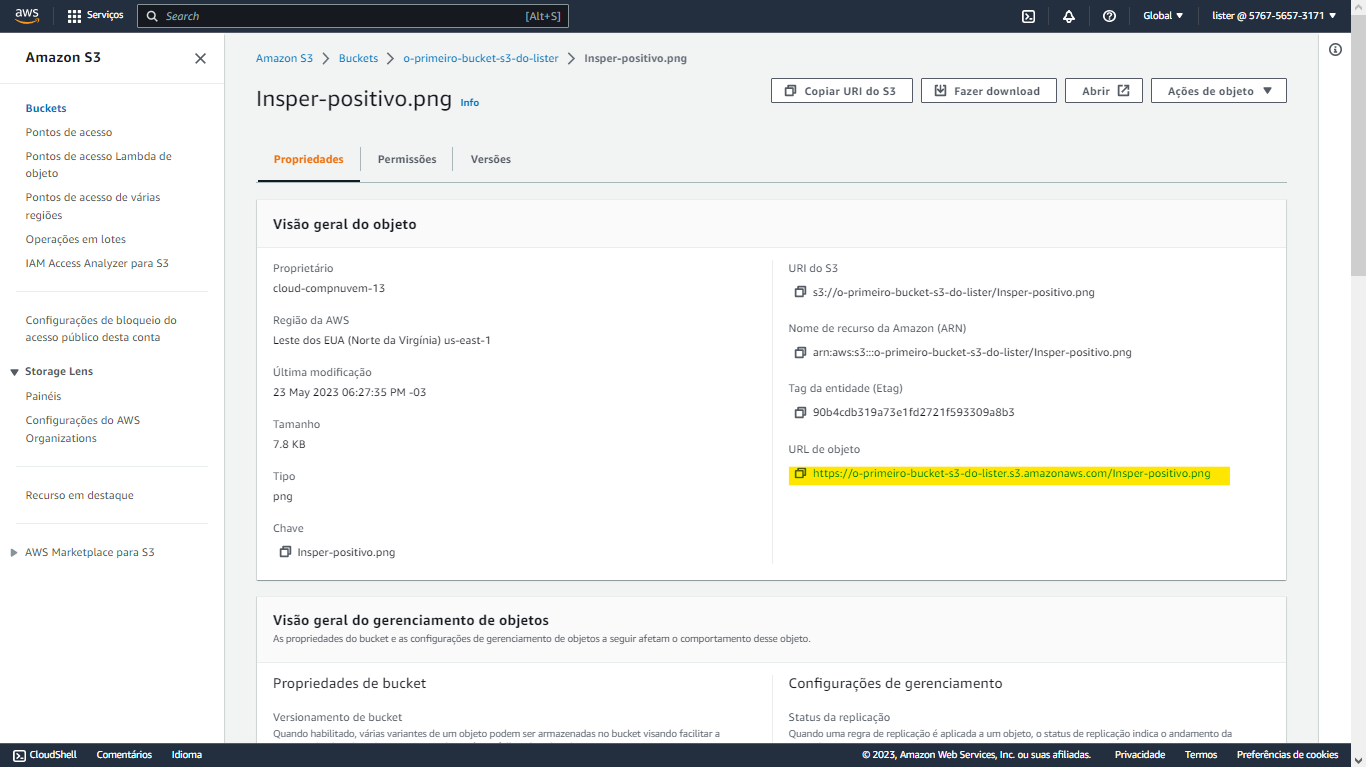 aws
Serviços
Search
[Alt+S]
Global
lister @ 5767-5657-3171
Amazon S3
Buckets
Pontos de acesso
Pontos de acesso Lambda de
objeto
Pontos de acesso de várias
regiões
Operações em lotes
IAM Access Analyzer para S3
Configurações de bloqueio do
acesso público desta conta
Storage Lens
Painéis
Configurações do AWS
Organizations
Recurso em destaque
AWS Marketplace para S3
Amazon S3 > Buckets > o-primeiro-bucket-s3-do-lister > Insper-positivo.png
Insper-positivo.png Info
Copiar URI do S3
Fazer download
Abrir
Ações de objeto
Propriedades
Permissões
Versões
Visão geral do objeto
Proprietário
cloud-compnuvem-13
Região da AWS
Leste dos EUA (Norte da Virgínia) us-east-1
Última modificação
23 May 2023 06:27:35 PM -03
Tamanho
7.8 KB
Tipo
png
Chave
Insper-positivo.png
URI do S3
s3://o-primeiro-bucket-s3-do-lister/Insper-positivo.png
Nome de recurso da Amazon (ARN)
arn:aws:s3:::o-primeiro-bucket-s3-do-lister/Insper-positivo.png
Tag da entidade (Etag)
90b4cdb319a73e1fd2721f593309a8b3
URL de objeto
https://o-primeiro-bucket-s3-do-lister.s3.amazonaws.com/Insper-positivo.png
Visão geral do gerenciamento de objetos
As propriedades do bucket e as configurações de gerenciamento de objetos a seguir afetam o comportamento desse objeto.
Propriedades de bucket
Versionamento de bucket
Quando habilitado, várias variantes de um objeto podem ser armazenadas no bucket visando facilitar a
Configurações de gerenciamento
Status da replicação
Quando uma regra de replicação é aplicada a um objeto, o status de replicação indica o andamento da
CloudShell
Comentários
Idioma
© 2023, Amazon Web Services, Inc. ou suas afiliadas.
Privacidade
Termos
Preferências de cookies